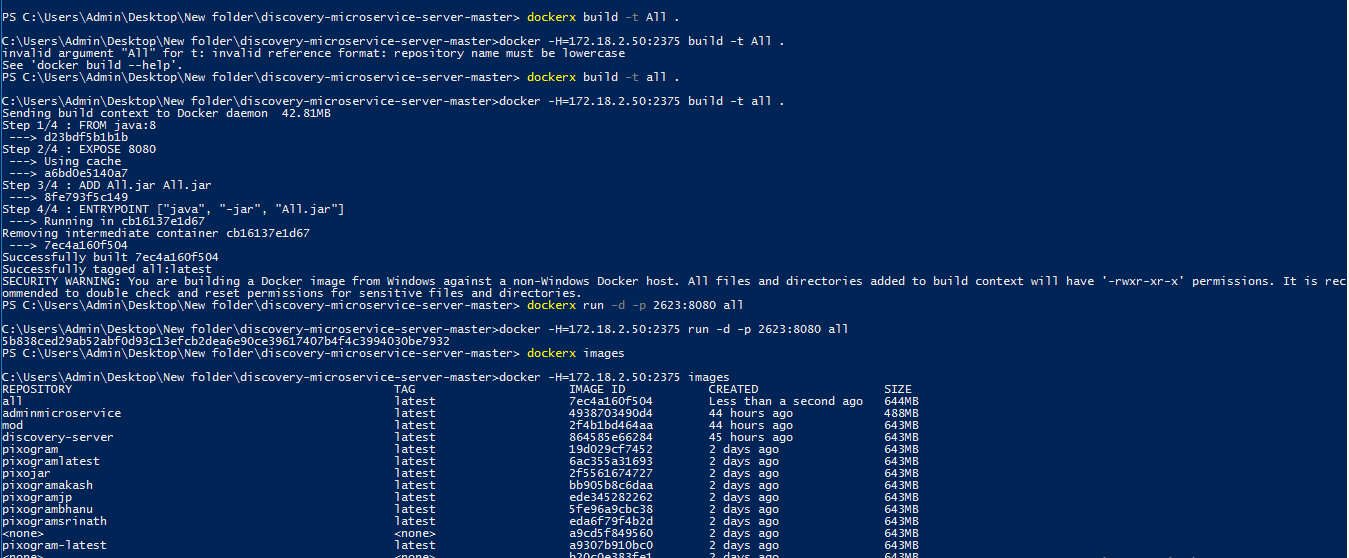 PS C:\Users\Admin\Desktop\New folder\discovery-microservice-server-master> dockerx build -t All .
C:\Users\Admin\Desktop\New folder\discovery-microservice-server-master>docker -H=172.18.2.50:2375 build -t All .
invalid argument "All" for t: invalid reference format: repository name must be lowercase
See 'docker build --help'.
PS C:\Users\Admin\Desktop\New folder\discovery-microservice-server-master> dockerx build -t all .
C:\Users\Admin\Desktop\New folder\discovery-microservice-server-master>docker -H=172.18.2.50:2375 build -t all .
Sending build context to Docker daemon  42.81MB
Step 1/4 : FROM java:8
 ---> d23bdf5b1b1b
Step 2/4 : EXPOSE 8080
 ---> Using cache
 ---> a6bd0e5140a7
Step 3/4 : ADD All.jar All.jar
 ---> 8fe793f5c149
Step 4/4 : ENTRYPOINT ["java", "-jar", "All.jar"]
 ---> Running in cb16137e1d67
Removing intermediate container cb16137e1d67
 ---> 7ec4a160f504
Successfully built 7ec4a160f504
Successfully tagged all:latest
SECURITY WARNING: You are building a Docker image from Windows against a non-Windows Docker host. All files and directories added to build context will have '-rwxr-xr-x' permissions. It is rec
ommended to double check and reset permissions for sensitive files and directories.
PS C:\Users\Admin\Desktop\New folder\discovery-microservice-server-master> dockerx run -d -p 2623:8080 all
C:\Users\Admin\Desktop\New folder\discovery-microservice-server-master>docker -H=172.18.2.50:2375 run -d -p 2623:8080 all
5b838ced29ab52abf0d93c13efcb2dea6e90ce39617407b4f4c3994030be7932
PS C:\Users\Admin\Desktop\New folder\discovery-microservice-server-master> dockerx images
C:\Users\Admin\Desktop\New folder\discovery-microservice-server-master>docker -H=172.18.2.50:2375 images
REPOSITORY TAG IMAGE ID CREATED SIZE
all latest 7ec4a160f504 Less than a second ago 644MB
adminmicroservice latest 4938703490d4 44 hours ago 488MB
mod latest 2f4b1bd464aa 44 hours ago 643MB
discovery-server latest 864585e66284 45 hours ago 643MB
pixogram latest 19d029cf7452 2 days ago 643MB
pixogramlatest latest 6ac355a31693 2 days ago 643MB
pixojar latest 2f5561674727 2 days ago 643MB
pixogramakash latest bb905b8c6daa 2 days ago 643MB
pixogramjp latest ede345282262 2 days ago 643MB
pixogrambhanu latest 5fe96a9cbc38 2 days ago 643MB
pixogramsrinath latest eda6f79f4b2d 2 days ago 643MB
<none> <none> a9cd5f849560 2 days ago 643MB
pixogram-latest latest a9307b910bc0 2 days ago 643MB
<none> <none> b20c0e383fe1 2 days ago 643MB